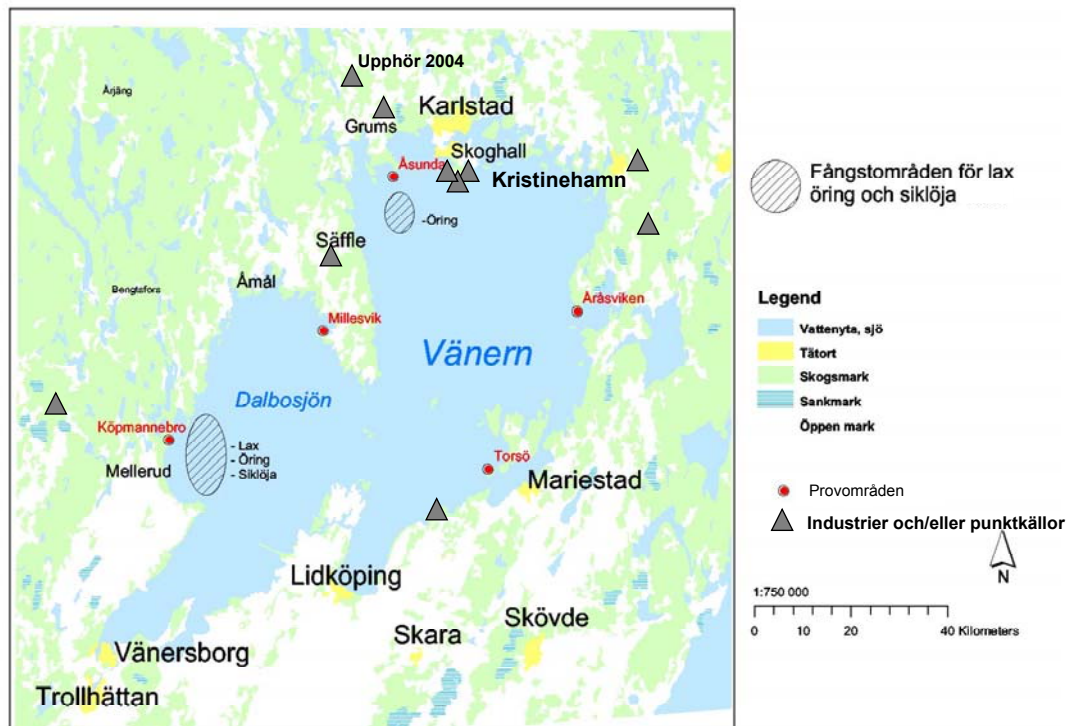 Upphör 2004
Årjäng
Karlstad
Grums
Skoghall
Åsunda
Kristinehamn
-Öring
Säffle
Åmål
Bengtsfors
Millesvik
Åråsviken
Vänern
Dalbosjön
Köpmannebro
- Lax
- Öring
- Siklöja
Mellerud
Torsö
Mariestad
Lidköping
Skövde
Skara
Vänersborg
Trollhättan
Fångstområden för lax
öring och siklöja
Legend
Vattenyta, sjö
Tätort
Skogsmark
Sankmark
Öppen mark
Provområden
Industrier och/eller punktkällor
N
1:750 000
0 10 20 40 Kilometers